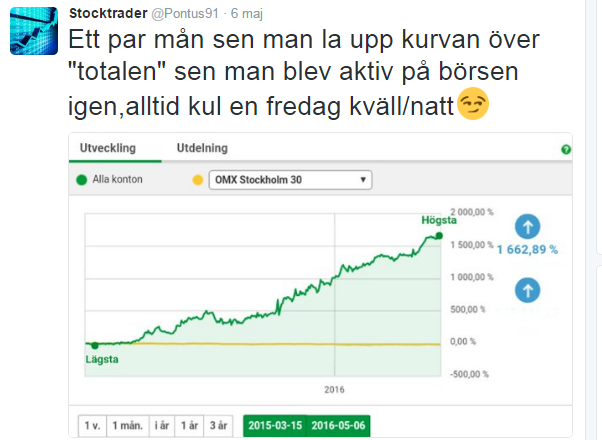 Stocktrader @Pontus91 · 6 maj
Ett par mån sen man la upp kurvan över
"totalen" sen man blev aktiv på börsen
igen,alltid kul en fredag kväll/natt😏
Utveckling Utdelning
Alla konton OMX Stockholm 30
Högsta
2 000,00 %
1 500,00 %
1 000,00 %
500,00 %
0,00 %
-500,00 %
1 662,89 %
Lägsta
2016
1 v. 1 mån. i år 1 år 3 år 2015-03-15 2016-05-06